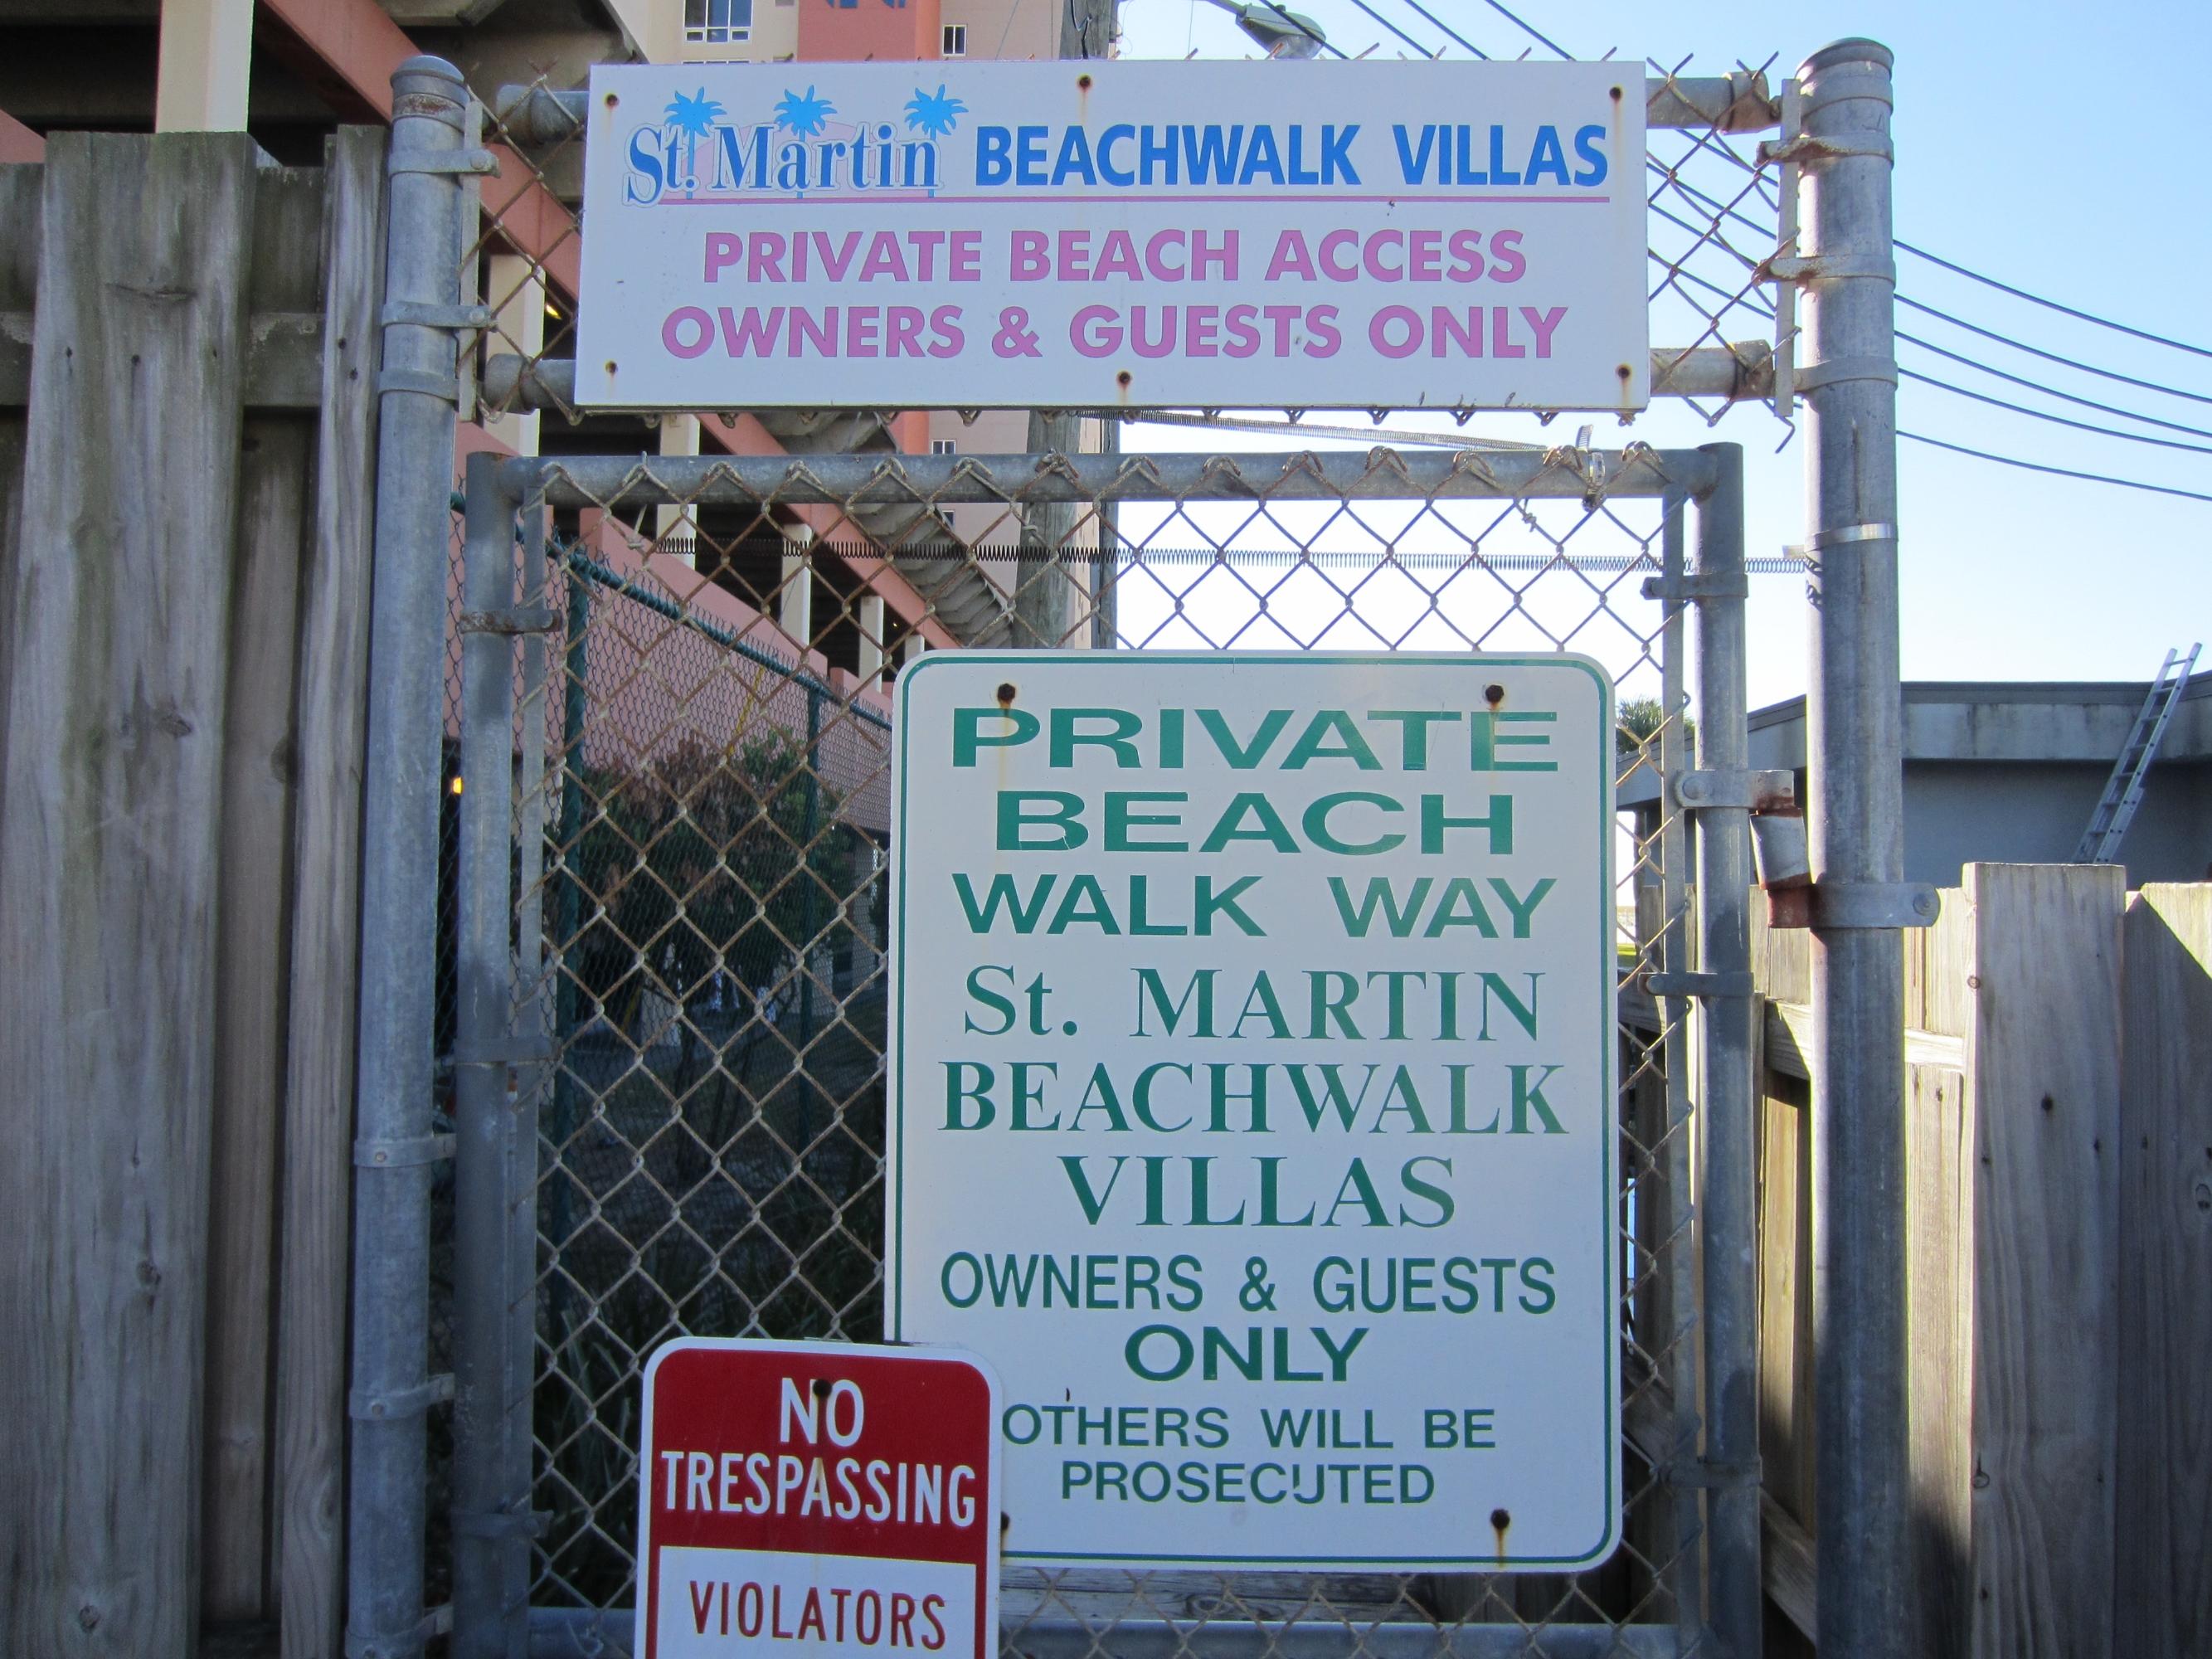 St. Martin BEACHWALK VILLAS
PRIVATE BEACH ACCESS
OWNERS & GUESTS ONLY
PRIVATE
BEACH
WALK WAY
St. MARTIN
BEACHWALK
VILLAS
OWNERS & GUESTS
ONLY
OTHERS WILL BE
PROSECUTED
NO
TRESPASSING
VIOLATORS